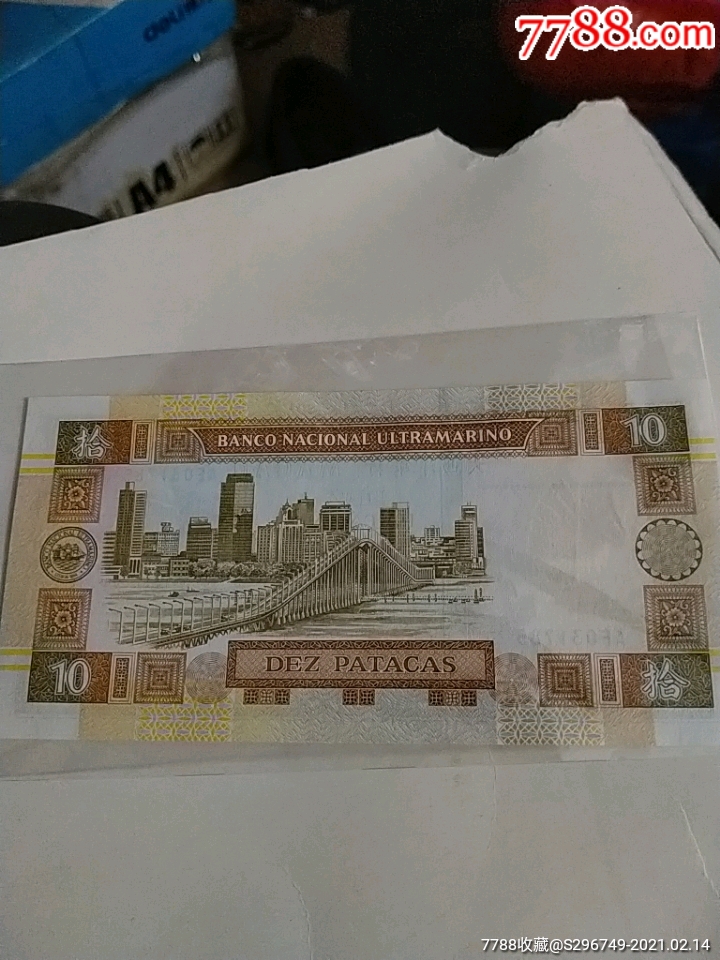 7788.com
deli
A4
拾
BANCO NACIONAL ULTRAMARINO
10
DEZ PATACAS
10
拾
7788收藏@S296749-2021.02.14